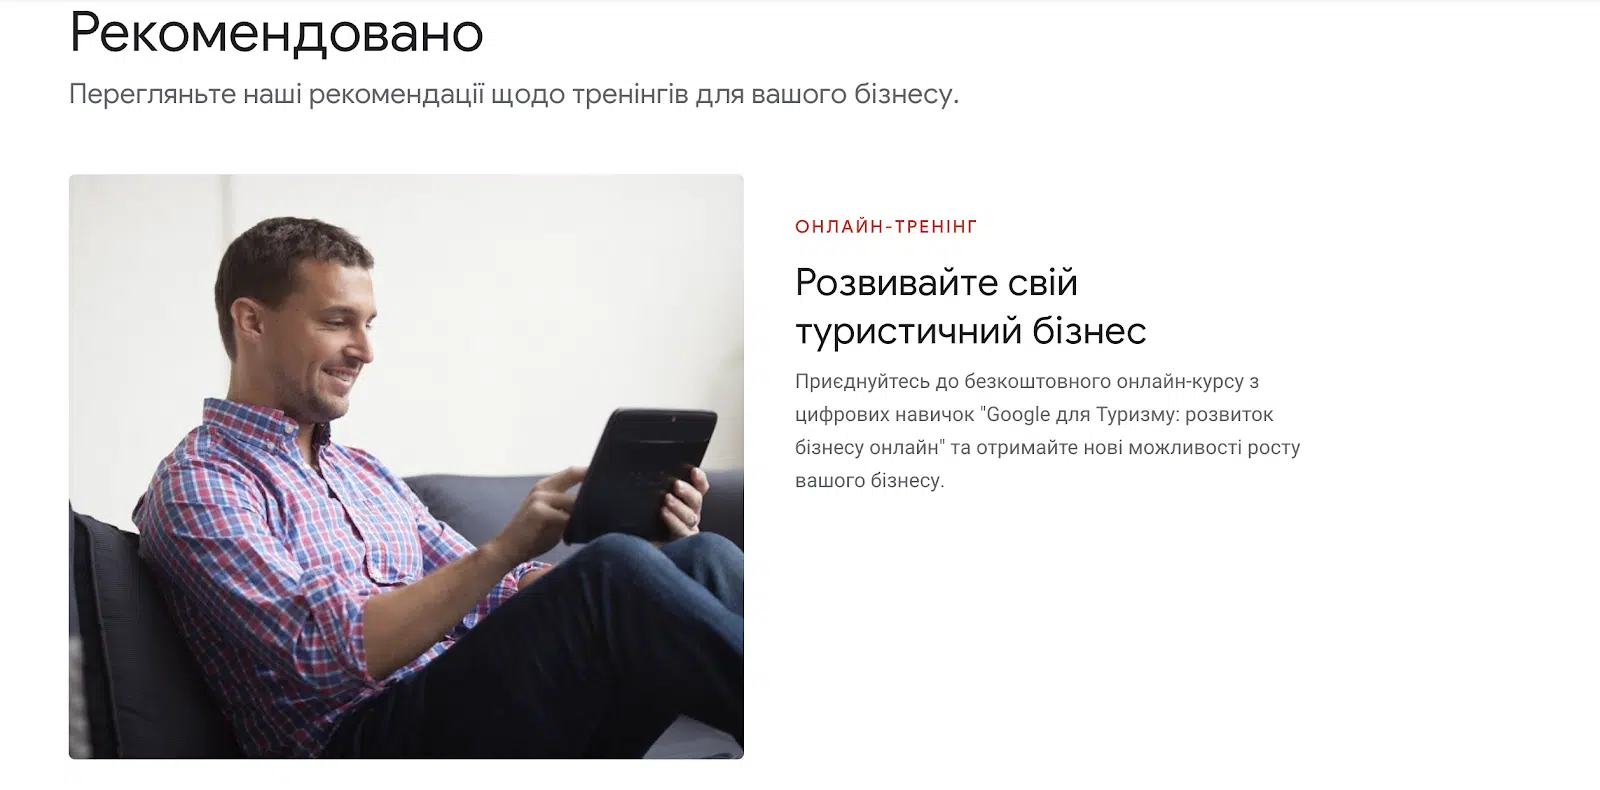 Рекомендовано
Перегляньте наші рекомендації щодо тренінгів для вашого бізнесу.
ОНЛАЙН-ТРЕНІНГ
Розвивайте свій
туристичний бізнес
Приєднуйтесь до безкоштовного онлайн-курсу з
цифрових навичок "Google для Туризму: розвиток
бізнесу онлайн" та отримайте нові можливості росту
вашого бізнесу.